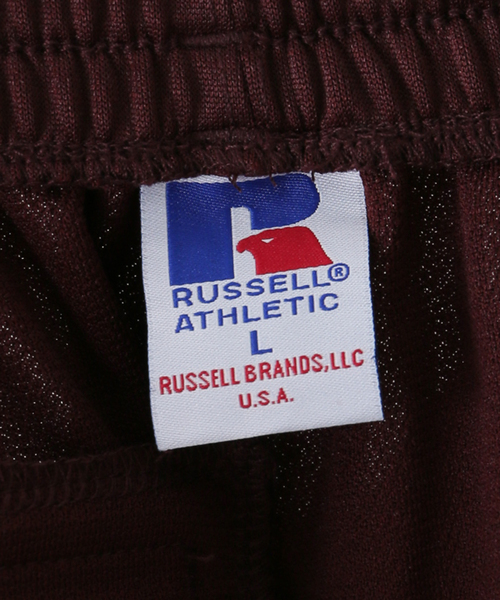 R
RUSSELL®
ATHLETIC
L
RUSSELL BRANDS,LLC
U.S.A.